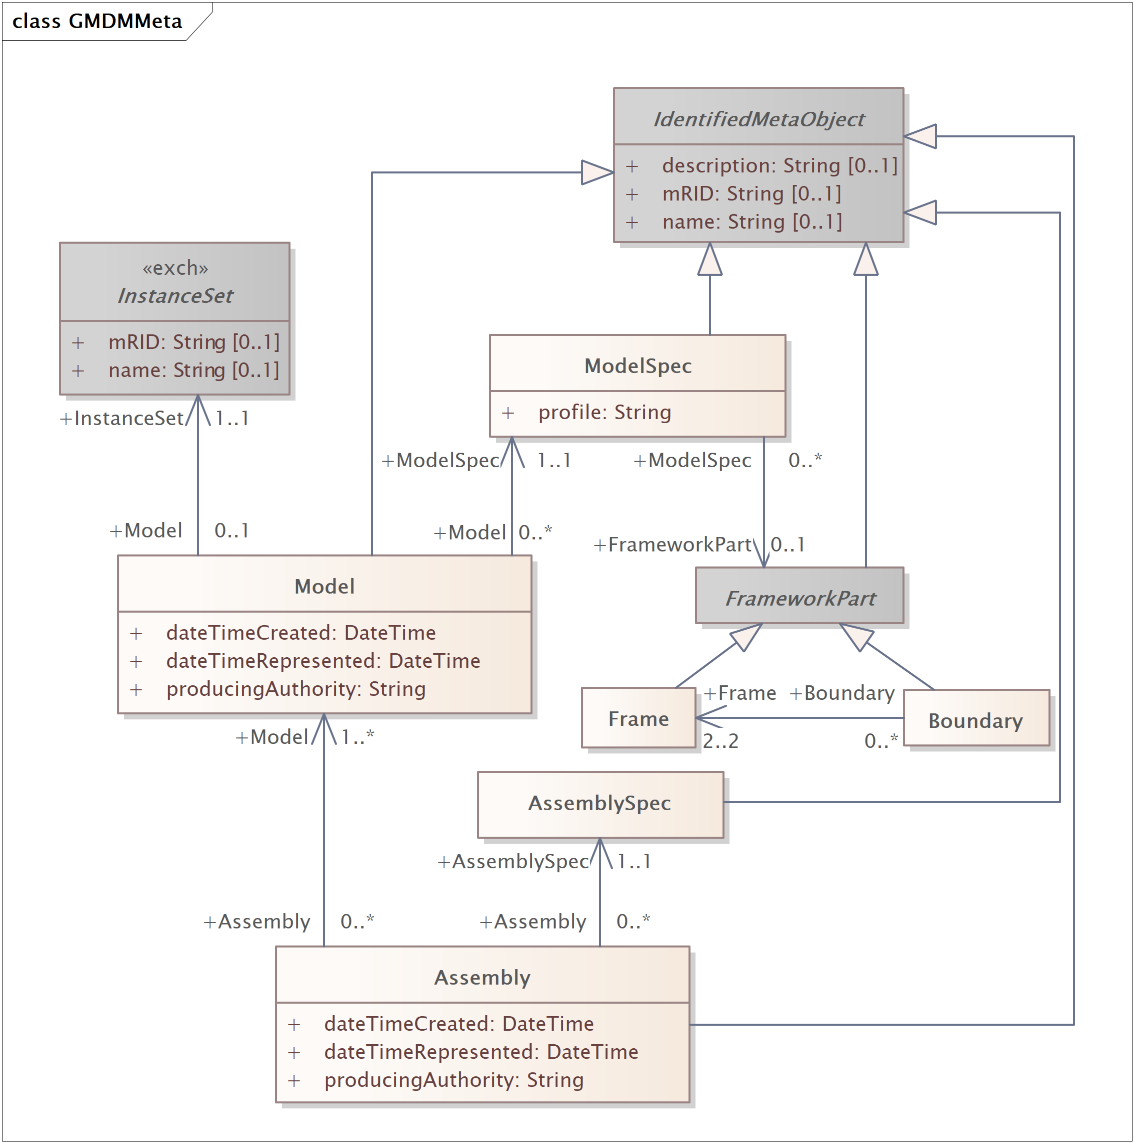 class GMDMMeta
IdentifiedMetaObject
+ description: String [0..1]
+ mRID: String [0..1]
+ name: String [0..1]
«exch»
InstanceSet
+ mRID: String [0..1]
+ name: String [0..1]
ModelSpec
+ profile: String
+InstanceSet 1..1
+ModelSpec 1..1
+ModelSpec 0..*
+Model 0..1
+Model 0..*
+FrameworkPart 0..1
Model
+ dateTimeCreated: DateTime
+ dateTimeRepresented: DateTime
+ producingAuthority: String
FrameworkPart
+Frame +Boundary
Frame
Boundary
2..2 0..*
+Model 1..*
AssemblySpec
+AssemblySpec 1..1
+Assembly 0..*
+Assembly 0..*
Assembly
+ dateTimeCreated: DateTime
+ dateTimeRepresented: DateTime
+ producingAuthority: String